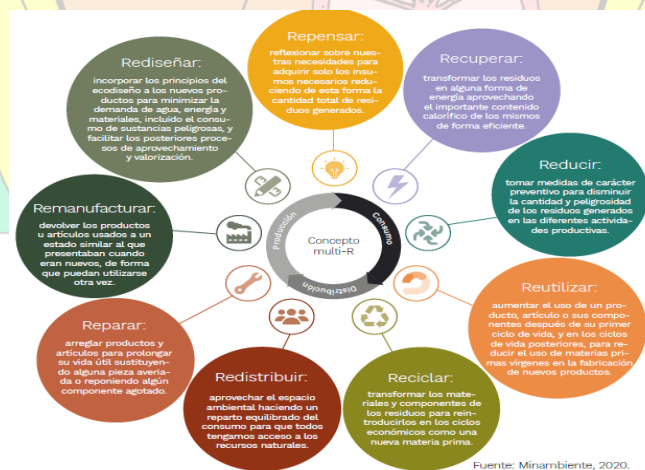 Repensar:
reflexionar sobre nues-
tras necesidades para
adquirir solo los insu-
mos necesarios redu-
ciendo de esta forma la
cantidad total de resi-
duos generados.
Recuperar:
transformar los residuos
en alguna forma de
energía aprovechando
el importante contenido
calorífico de los mismos
de forma eficiente.
Reducir:
tomar medidas de carácter
preventivo para disminuir
la cantidad y peligrosidad
de los residuos generados
en las diferentes activida-
des productivas.
Reutilizar:
aumentar el uso de un pro-
ducto, artículo o sus compo-
nentes después de su primer
ciclo de vida, y en los ciclos
de vida posteriores, para re-
ducir el uso de materias pri-
mas vírgenes en la fabricación
de nuevos productos.
Reciclar:
transformar los mate-
riales y componentes de
los residuos para rein-
troducirlos en los ciclos
económicos como una
nueva materia prima.
Redistribuir:
aprovechar el espacio
ambiental haciendo un
reparto equilibrado del
consumo para que todos
tengamos acceso a los
recursos naturales.
Reparar:
arreglar productos y
artículos para prolongar
su vida útil sustituyen-
do alguna pieza averia-
da o reponiendo algún
componente agotado.
Remanufacturar:
devolver los productos
u artículos usados a un
estado similar al que
presentaban cuando
eran nuevos, de forma
que puedan utilizarse
otra vez.
Rediseñar:
incorporar los principios del
ecodiseño a los nuevos pro-
ductos para minimizar la
demanda de agua, energía y
materiales, incluido el consu-
mo de sustancias peligrosas, y
facilitar los posteriores proce-
sos de aprovechamiento
y valorización.
Producción
Consumo
Distribución
Concepto
multi-R
Fuente: Minambiente, 2020.